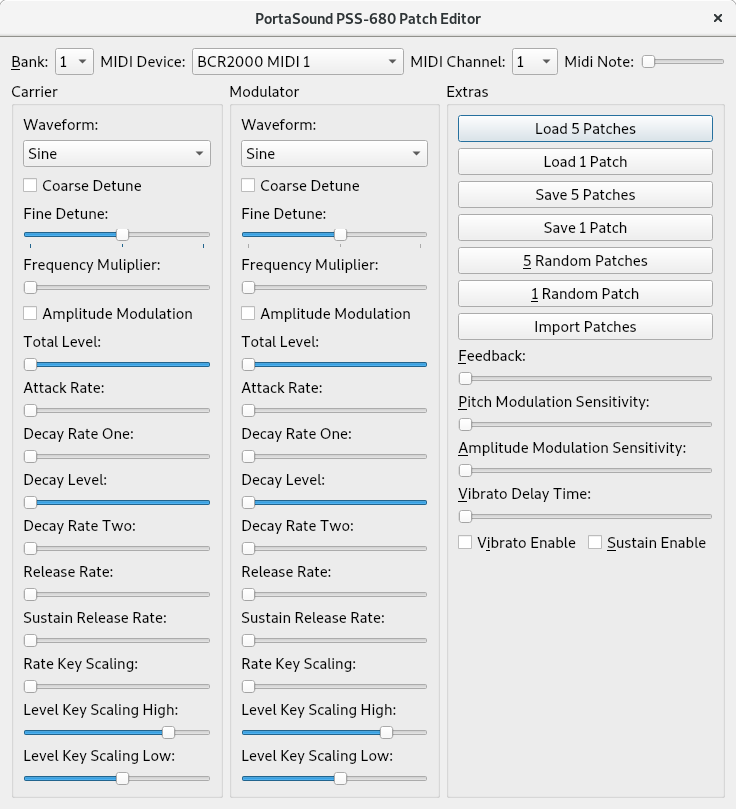 PortaSound PSS-680 Patch Editor
Bank: 1 MIDI Device: BCR2000 MIDI 1 MIDI Channel: 1 Midi Note:
Carrier
Waveform:
Sine
Coarse Detune
Fine Detune:
Frequency Muliplier:
Amplitude Modulation
Total Level:
Attack Rate:
Decay Rate One:
Decay Level:
Decay Rate Two:
Release Rate:
Sustain Release Rate:
Rate Key Scaling:
Level Key Scaling High:
Level Key Scaling Low:
Modulator
Waveform:
Sine
Coarse Detune
Fine Detune:
Frequency Muliplier:
Amplitude Modulation
Total Level:
Attack Rate:
Decay Rate One:
Decay Level:
Decay Rate Two:
Release Rate:
Sustain Release Rate:
Rate Key Scaling:
Level Key Scaling High:
Level Key Scaling Low:
Extras
Load 5 Patches
Load 1 Patch
Save 5 Patches
Save 1 Patch
5 Random Patches
1 Random Patch
Import Patches
Feedback:
Pitch Modulation Sensitivity:
Amplitude Modulation Sensitivity:
Vibrato Delay Time:
Vibrato Enable Sustain Enable